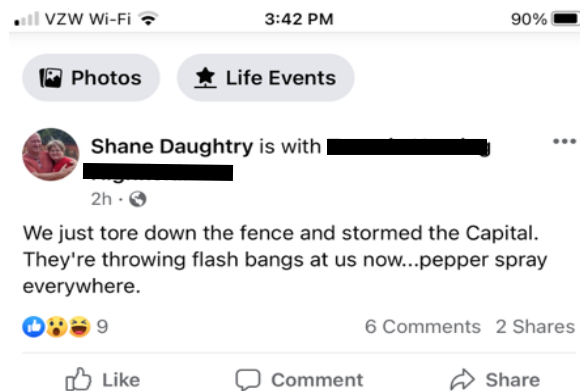 VZW Wi-Fi 3:42 PM 90%
Photos Life Events
Shane Daughtry is with
2h ·
We just tore down the fence and stormed the Capital.
They're throwing flash bangs at us now...pepper spray
everywhere.
9 6 Comments 2 Shares
Like Comment Share